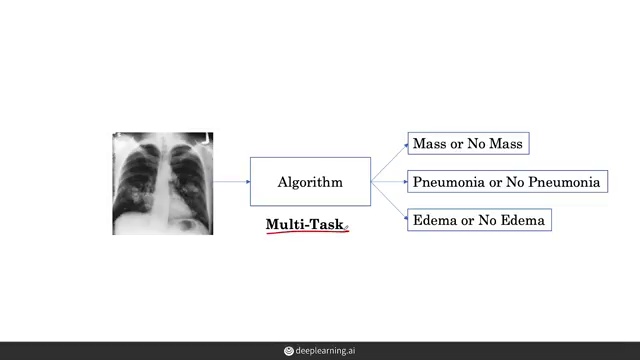 Mass or No Mass
Algorithm
Pneumonia or No Pneumonia
Multi-Task
Edema or No Edema
deeplearning.ai